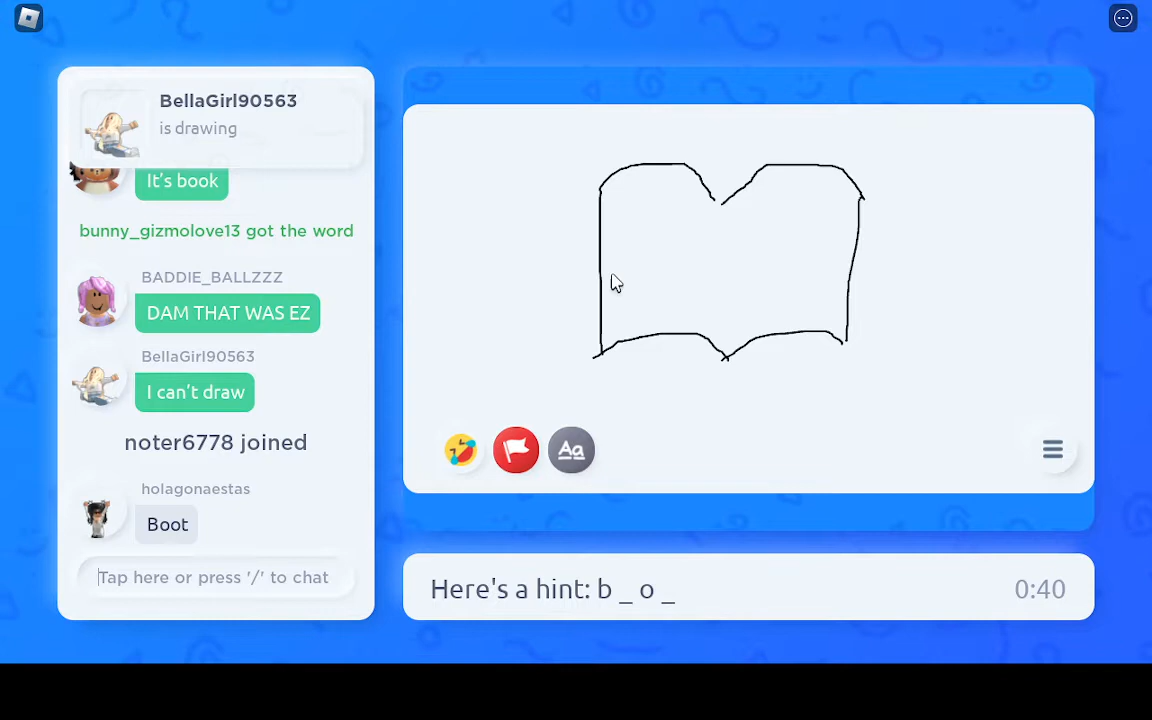 BellaGirl90563
is drawing
It's book
bunny_gizmolove13 got the word
BADDIE_BALLZZZ
DAM THAT WAS EZ
BellaGirl90563
I can't draw
noter6778 joined
holagonaestas
Boot
Tap here or press '/' to chat
Aa
Here's a hint: b _ o _
0:40